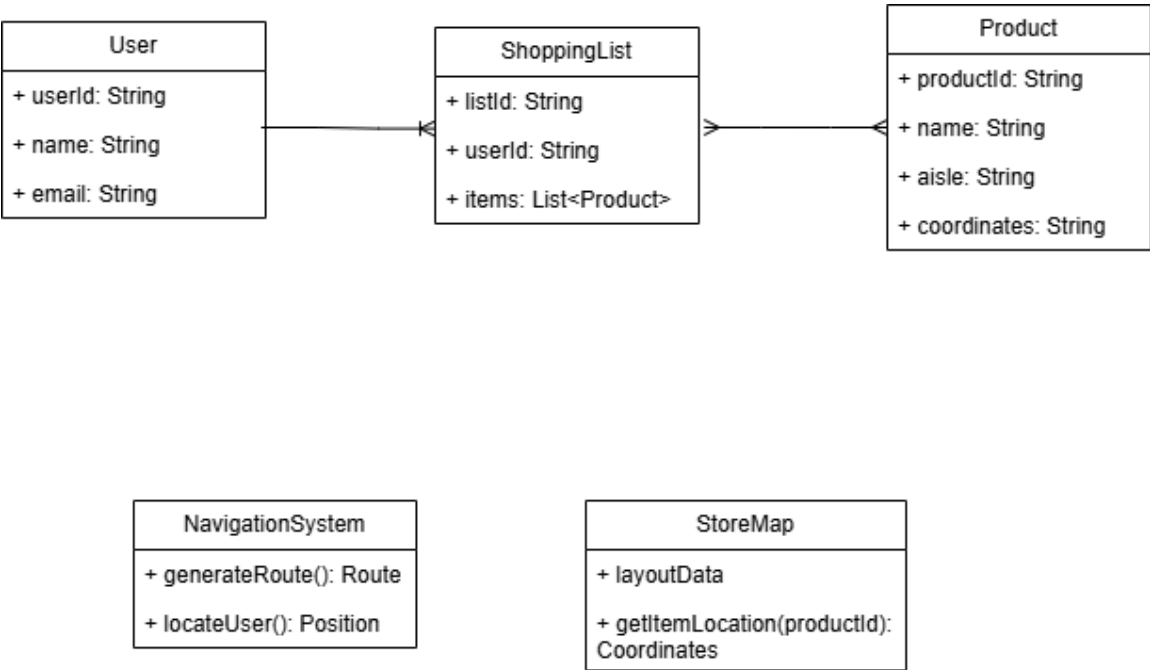 User
+ userId: String
+ name: String
+ email: String
ShoppingList
+ listId: String
+ userId: String
+ items: List<Product>
Product
+ productId: String
+ name: String
+ aisle: String
+ coordinates: String
NavigationSystem
+ generateRoute(): Route
+ locateUser(): Position
StoreMap
+ layoutData
+ getItemLocation(productId):
Coordinates